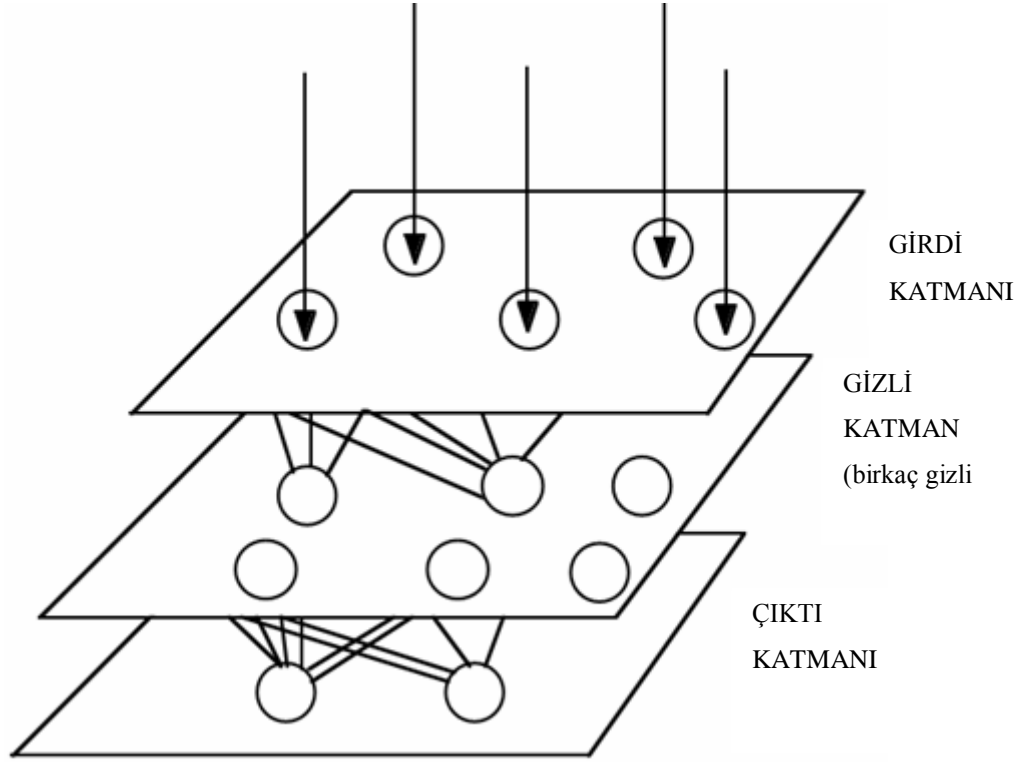 GİRDİ
KATMANI
GİZLİ
KATMAN
(birkaç gizli
ÇIKTI
KATMANI